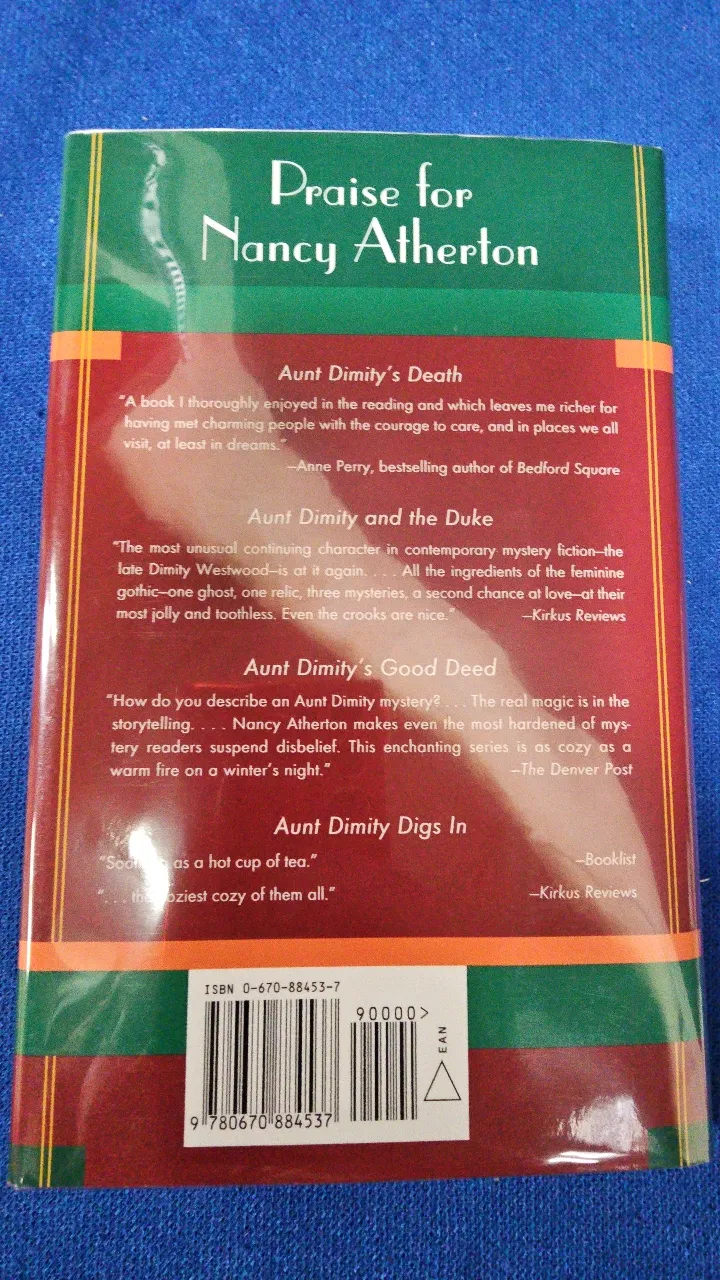 Praise for
Nancy Atherton
Aunt Dimity's Death
"A book I thoroughly enjoyed in the reading and which leaves me richer for
having met charming people with the courage to care, and in places we all
visit, at least in dreams."
—Anne Perry, bestselling author of Bedford Square
Aunt Dimity and the Duke
"The most unusual continuing character in contemporary mystery fiction—the
late Dimity Westwood—is at it again. . . . All the ingredients of the feminine
gothic—one ghost, one relic, three mysteries, a second chance at love—at their
most jolly and toothless. Even the crooks are nice." —Kirkus Reviews
Aunt Dimity's Good Deed
"How do you describe an Aunt Dimity mystery? . . . The real magic is in the
storytelling. . . . Nancy Atherton makes even the most hardened of mys-
tery readers suspend disbelief. This enchanting series is as cozy as a
warm fire on a winter's night." —The Denver Post
Aunt Dimity Digs In
as a hot cup of tea." —Booklist
". . . the coziest cozy of them all." —Kirkus Reviews
ISBN 0-670-88453-7
90000>
EAN
9 780670 884537